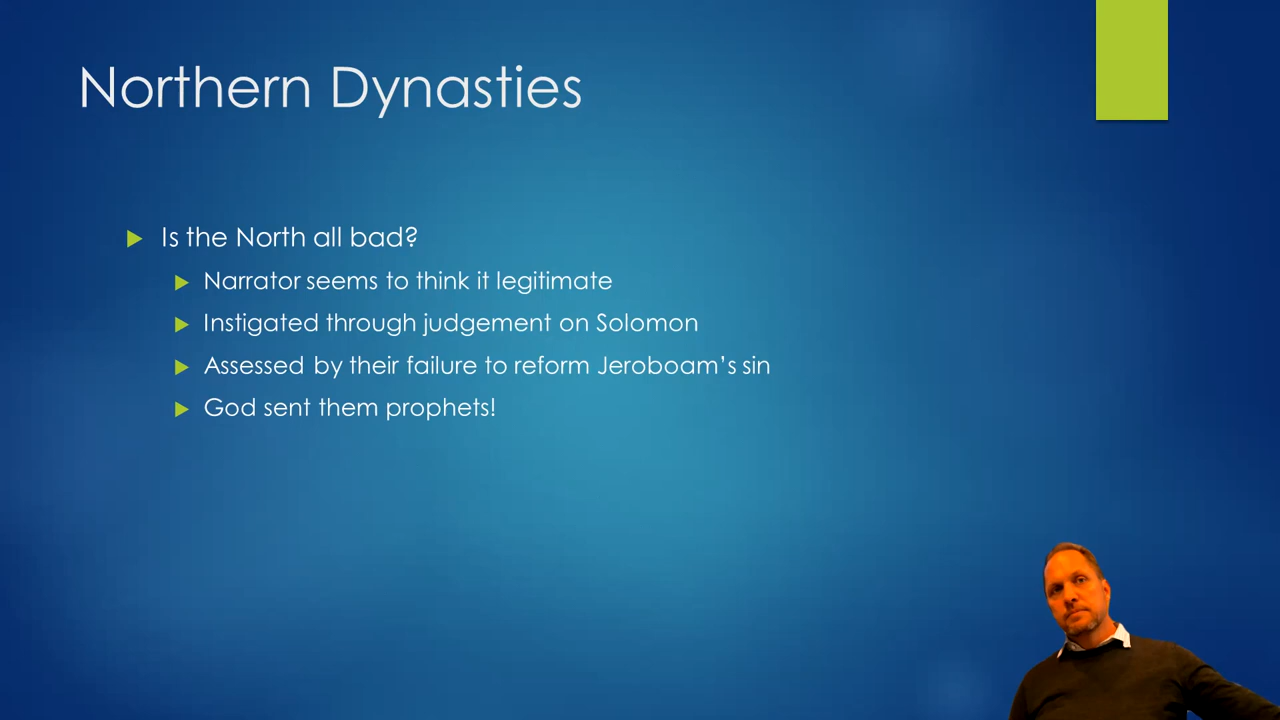 Northern Dynasties
Is the North all bad?
Narrator seems to think it legitimate
Instigated through judgement on Solomon
Assessed by their failure to reform Jeroboam’s sin
God sent them prophets!